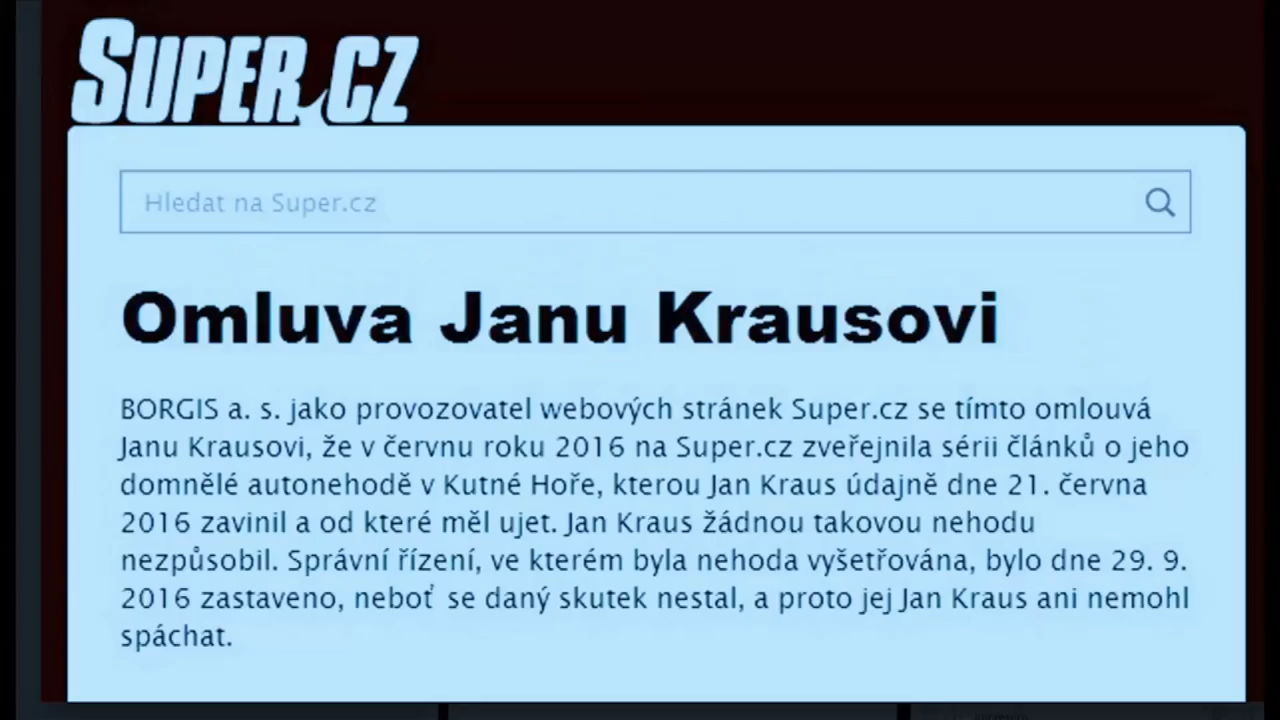 SUPER.CZ
Hledat na Super.cz
Omluva Janu Krausovi
BORGIS a. s. jako provozovatel webových stránek Super.cz se tímto omlouvá
Janu Krausovi, že v červnu roku 2016 na Super.cz zveřejnila sérii článků o jeho
domnělé autonehodě v Kutné Hoře, kterou Jan Kraus údajně dne 21. června
2016 zavinil a od které měl ujet. Jan Kraus žádnou takovou nehodu
nezpůsobil. Správní řízení, ve kterém byla nehoda vyšetřována, bylo dne 29. 9.
2016 zastaveno, neboť se daný skutek nestal, a proto jej Jan Kraus ani nemohl
spáchat.